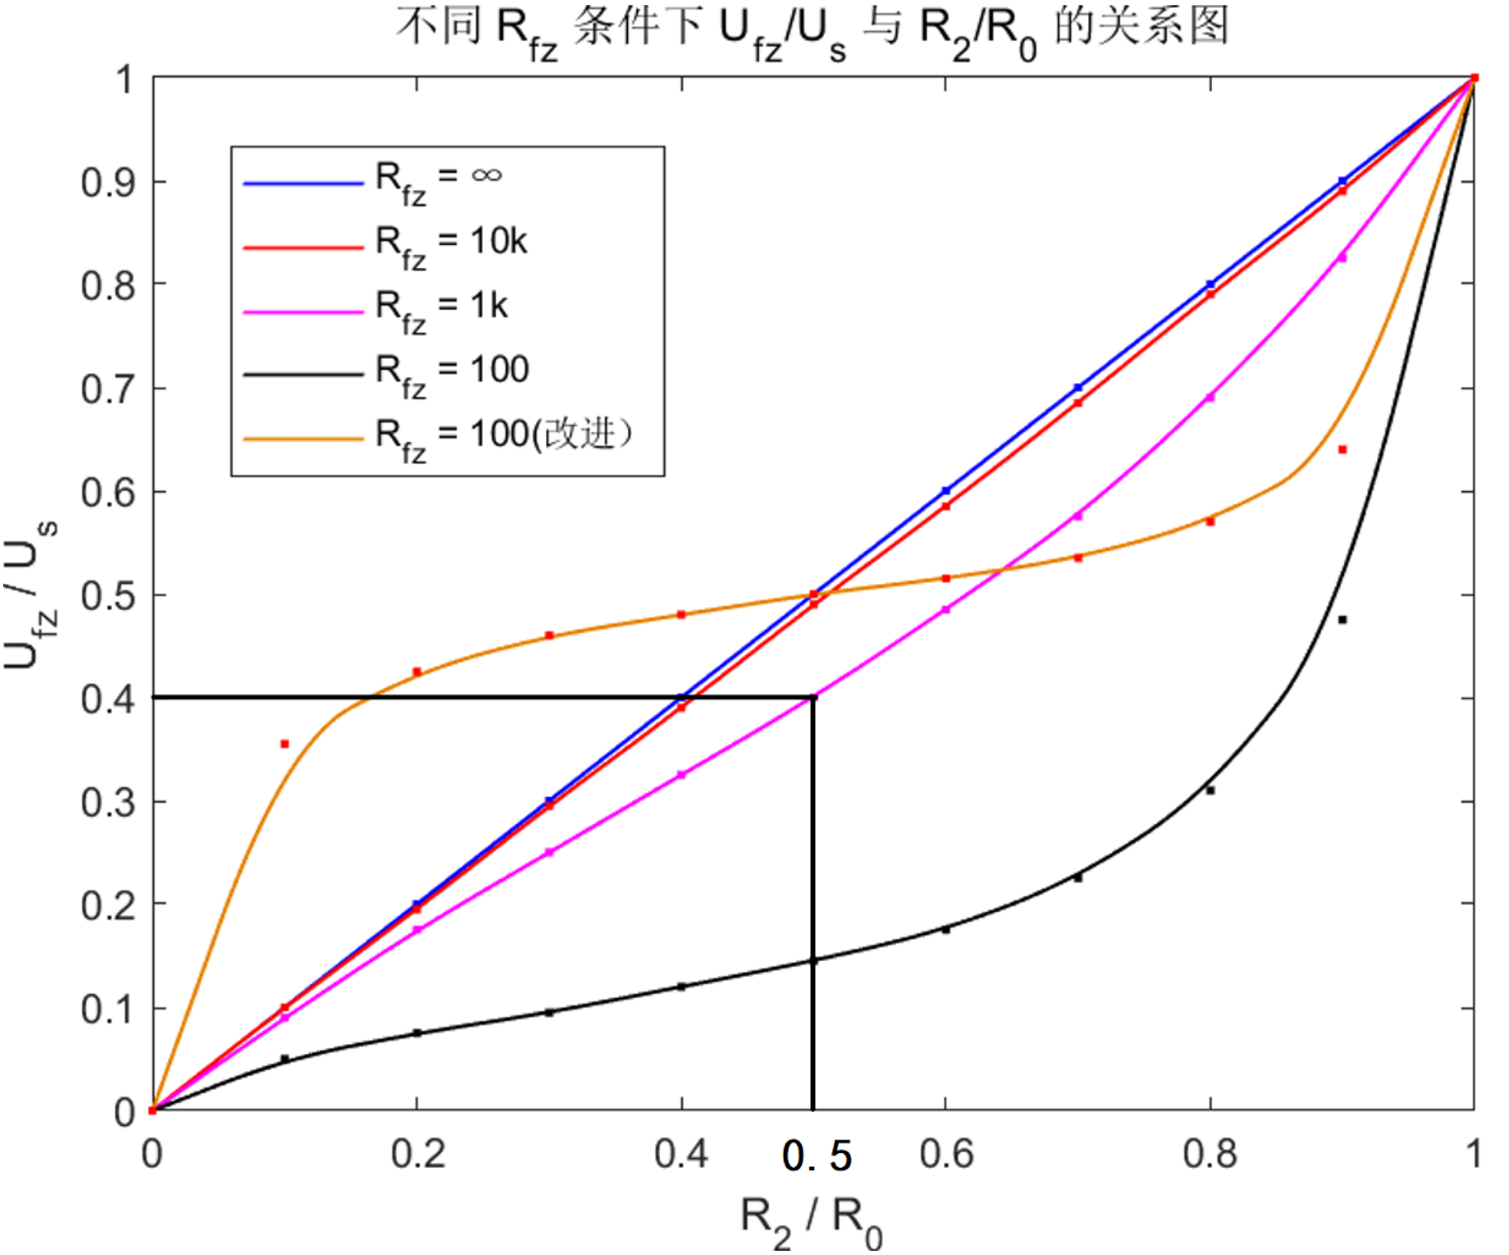 不同 Rfz 条件下 Ufz/Us 与 R2/R0 的关系图
Rfz = ∞
Rfz = 10k
Rfz = 1k
Rfz = 100
Rfz = 100(改进）
Ufz / Us
1
0.9
0.8
0.7
0.6
0.5
0.4
0.3
0.2
0.1
0
0 0.2 0.4 0.5 0.6 0.8 1
R2 / R0